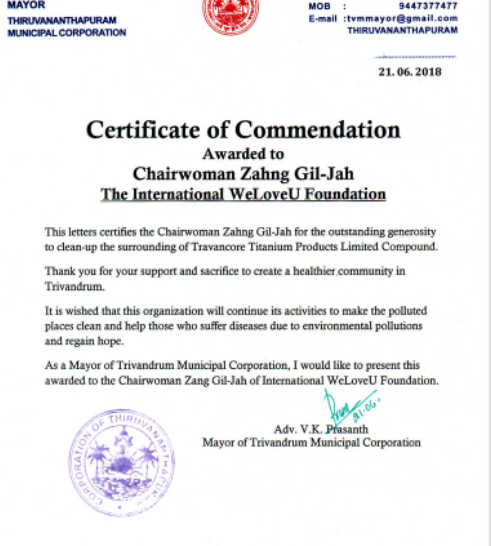 MAYOR
THIRUVANANTHAPURAM
MUNICIPAL CORPORATION
MOB : 9447377477
E-mail :tvmmayor@gmail.com
THIRUVANANTHAPURAM
21. 06. 2018
Certificate of Commendation
Awarded to
Chairwoman Zahng Gil-Jah
The International WeLoveU Foundation
This letters certifies the Chairwoman Zahng Gil-Jah for the outstanding generosity
to clean-up the surrounding of Travancore Titanium Products Limited Compound.
Thank you for your support and sacrifice to create a healthier community in
Trivandrum.
It is wished that this organization will continue its activities to make the polluted
places clean and help those who suffer diseases due to environmental pollutions
and regain hope.
As a Mayor of Trivandrum Municipal Corporation, I would like to present this
awarded to the Chairwoman Zang Gil-Jah of International WeLoveU Foundation.
21.06.
Adv. V.K. Prasanth
Mayor of Trivandrum Municipal Corporation
CORPORATION OF THIRUVANANTHAPURAM